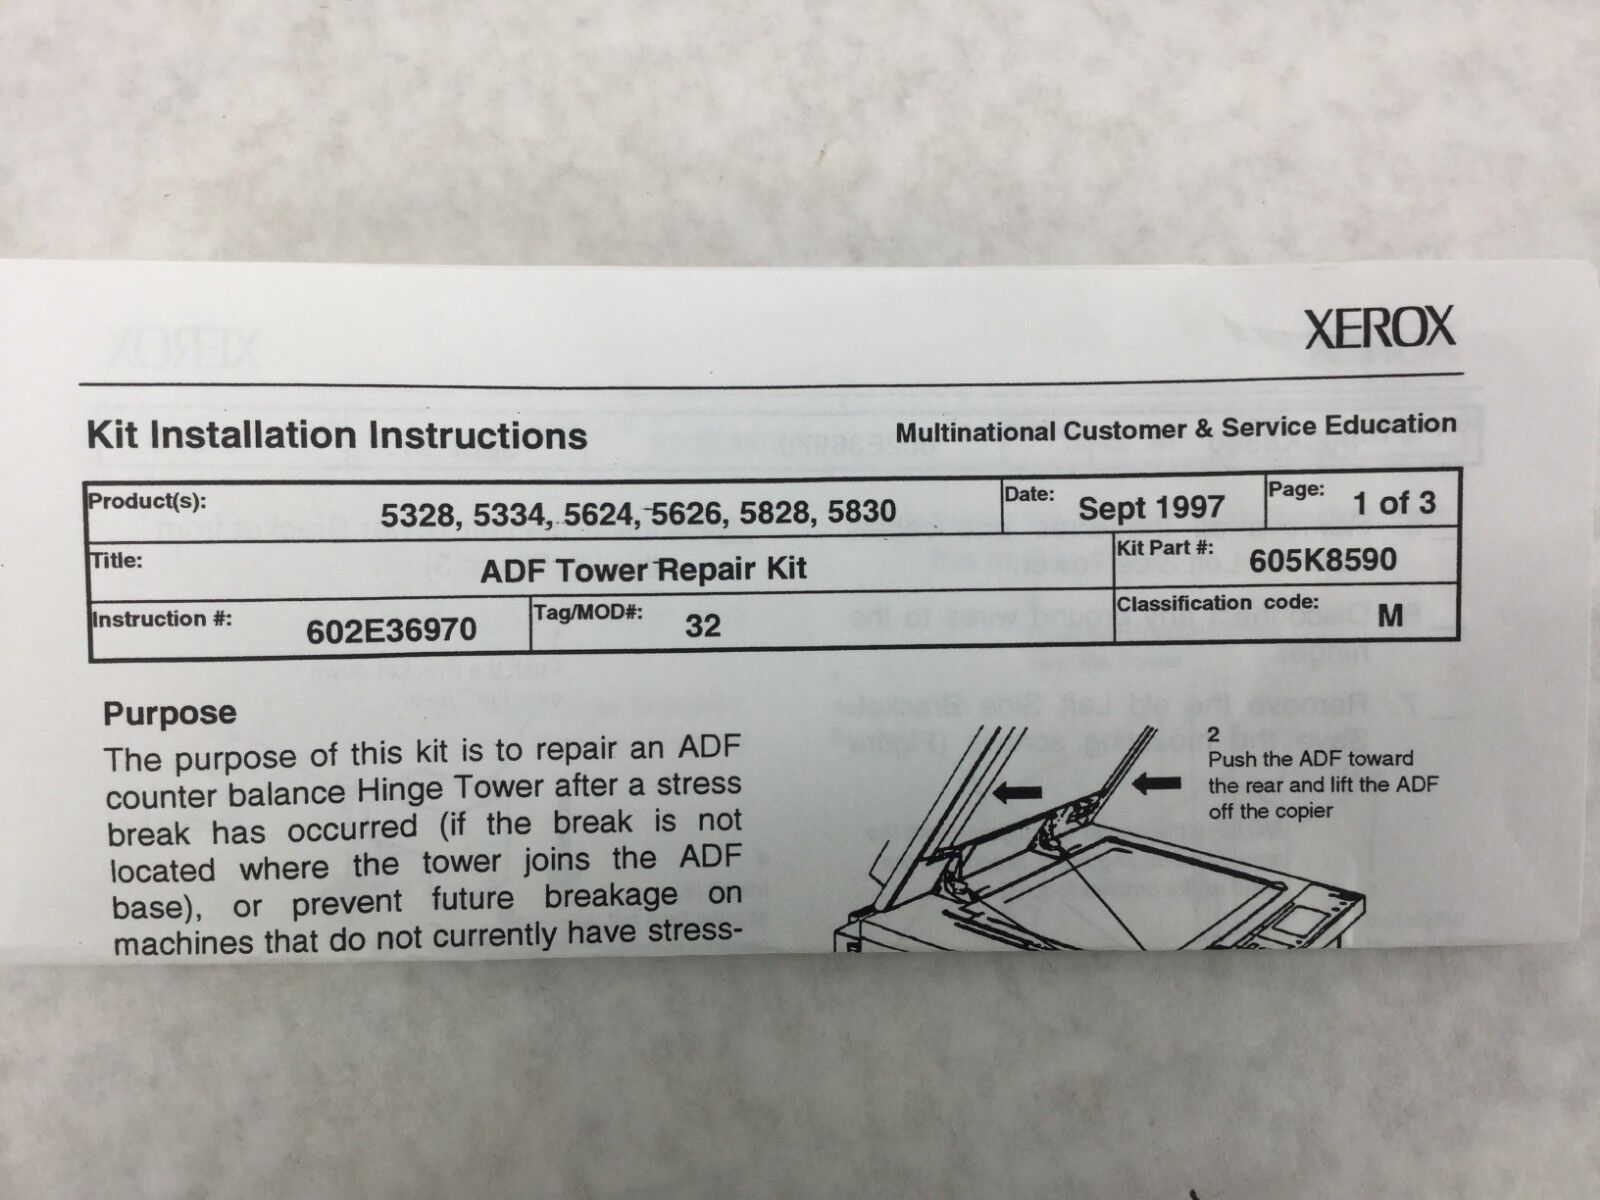 XEROX
Kit Installation Instructions
Multinational Customer & Service Education
Product(s): 5328, 5334, 5624, 5626, 5828, 5830
Date: Sept 1997
Page: 1 of 3
Title: ADF Tower Repair Kit
Kit Part #: 605K8590
Instruction #: 602E36970
Tag/MOD#: 32
Classification code: M
Purpose
The purpose of this kit is to repair an ADF
counter balance Hinge Tower after a stress
break has occurred (if the break is not
located where the tower joins the ADF
base), or prevent future breakage on
machines that do not currently have stress-
2
Push the ADF toward
the rear and lift the ADF
off the copier